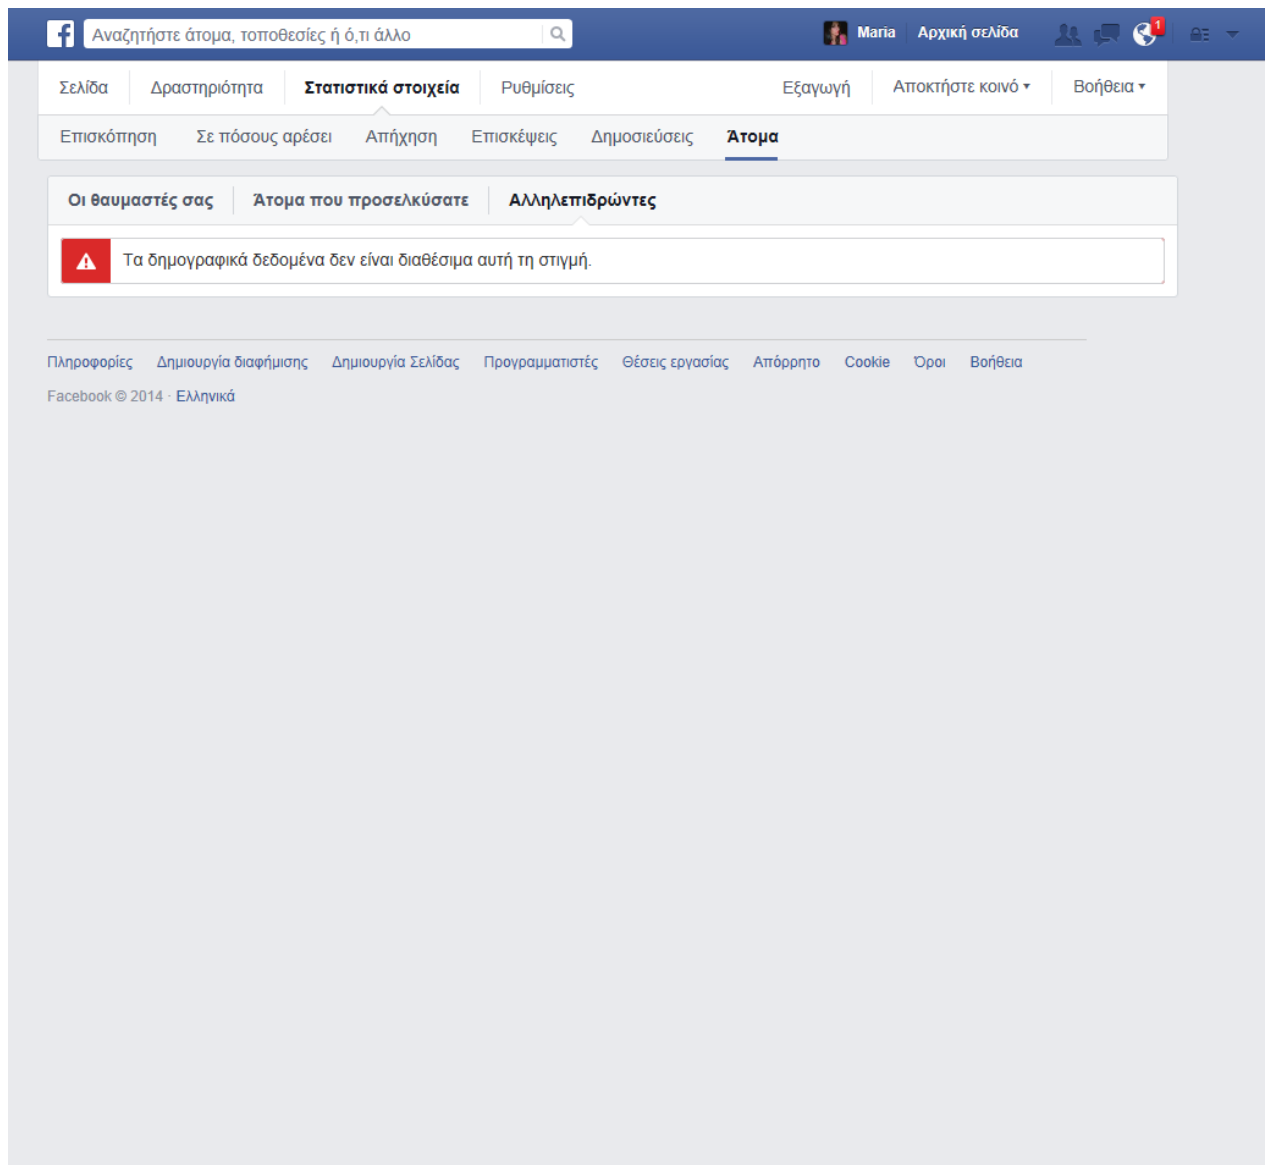 Αναζητήστε άτομα, τοποθεσίες ή ό,τι άλλο Maria Αρχική σελίδα 1
Σελίδα Δραστηριότητα Στατιστικά στοιχεία Ρυθμίσεις Εξαγωγή Αποκτήστε κοινό Βοήθεια
Επισκόπηση Σε πόσους αρέσει Απήχηση Επισκέψεις Δημοσιεύσεις Άτομα
Οι θαυμαστές σας Άτομα που προσελκύσατε Αλληλεπιδρώντες
Τα δημογραφικά δεδομένα δεν είναι διαθέσιμα αυτή τη στιγμή.
Πληροφορίες Δημιουργία διαφήμισης Δημιουργία Σελίδας Προγραμματιστές Θέσεις εργασίας Απόρρητο Cookie Όροι Βοήθεια
Facebook © 2014 · Ελληνικά